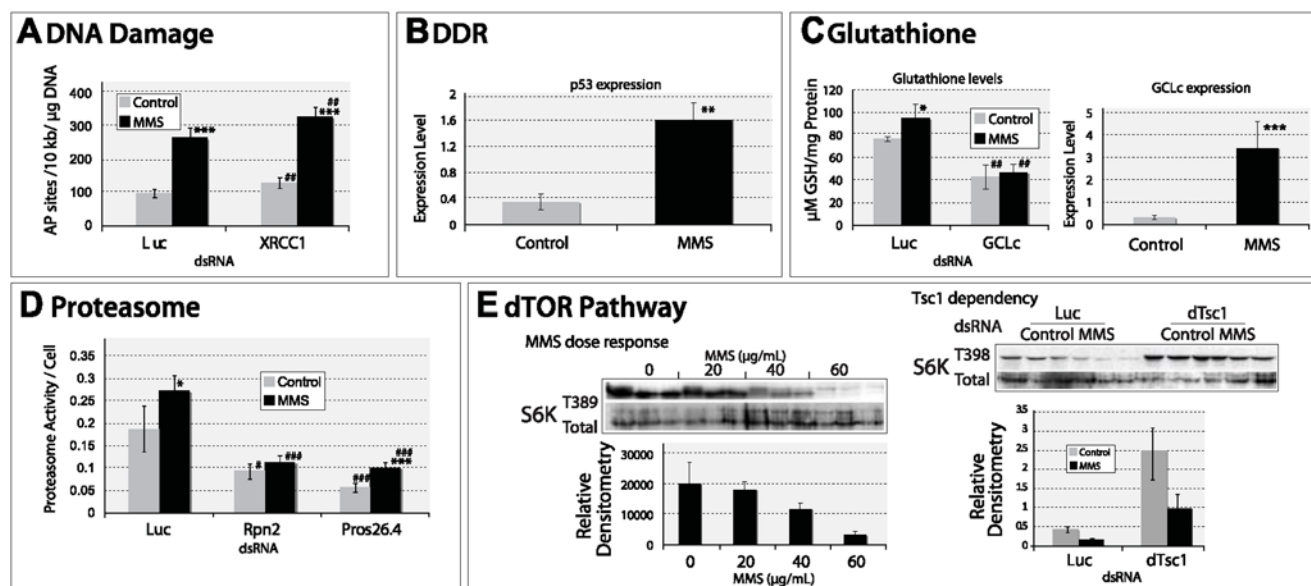 A DNA Damage
AP sites /10 kb/ µg DNA
400
300
200
100
0
Control
MMS
***
##
##
***
Luc
XRCC1
dsRNA
B DDR
p53 expression
Expression Level
2
1.6
1.2
0.8
0.4
0
**
Control
MMS
C Glutathione
Glutathione levels
µM GSH/mg Protein
120
100
80
60
40
20
0
*
Control
MMS
##
##
Luc
GCLc
dsRNA
GCLc expression
Expression Level
5
4
3
2
1
0
***
Control
MMS
D Proteasome
Proteasome Activity / Cell
0.35
0.3
0.25
0.2
0.15
0.1
0.05
0
*
Control
MMS
#
###
###
###
***
Luc
Rpn2
Pros26.4
dsRNA
E dTOR Pathway
MMS dose response
MMS (µg/mL)
0 20 40 60
S6K
T389
Total
Relative
Densitometry
30000
20000
10000
0
0 20 40 60
MMS (µg/mL)
Tsc1 dependency
dsRNA
Luc
dTsc1
Control MMS
Control MMS
S6K
T398
Total
Relative
Densitometry
3.5
3
2.5
2
1.5
1
0.5
0
Control
MMS
Luc
dTsc1
dsRNA